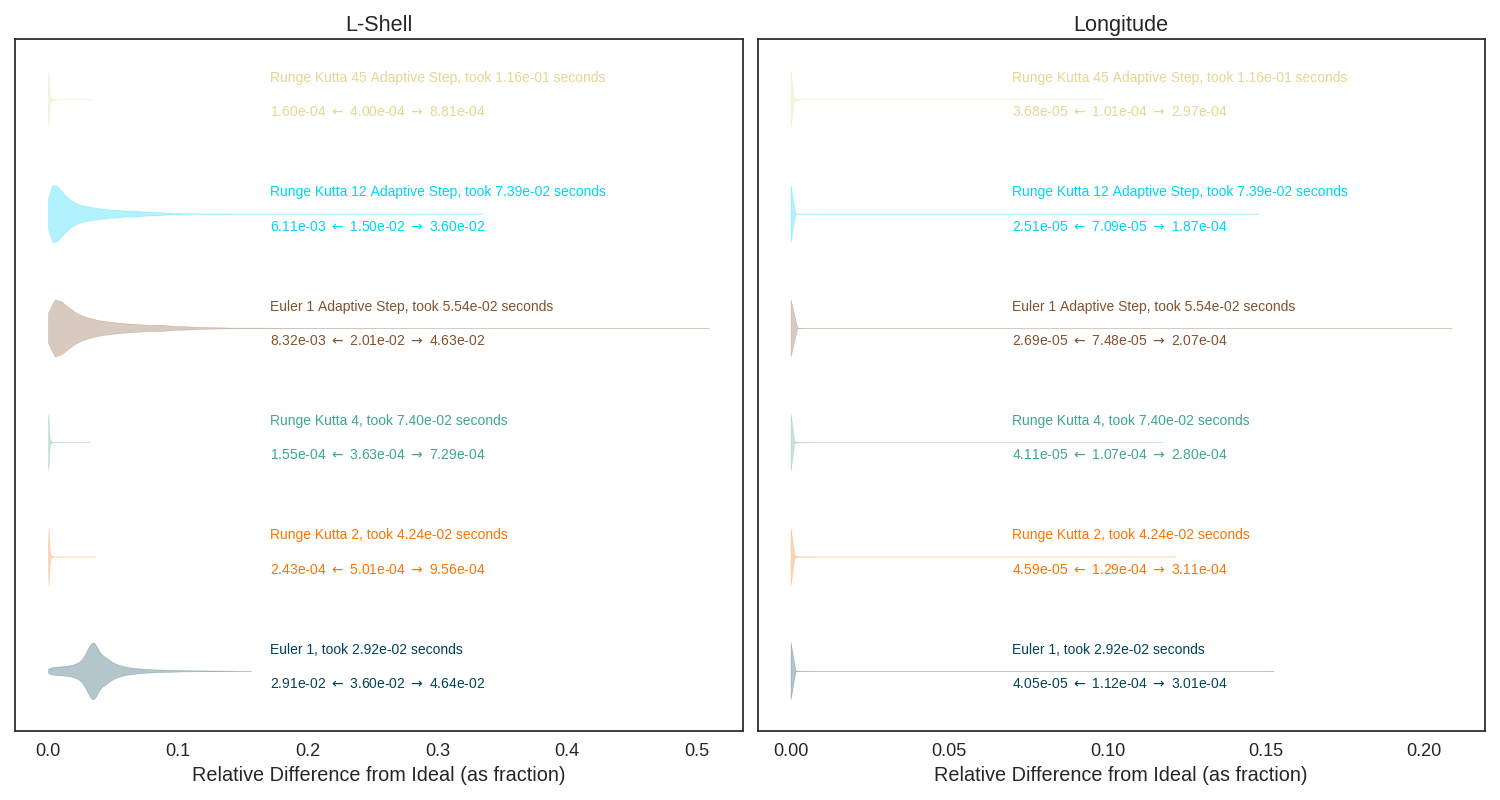 L-Shell
Runge Kutta 45 Adaptive Step, took 1.16e-01 seconds
1.60e-04 ← 4.00e-04 → 8.81e-04
Runge Kutta 12 Adaptive Step, took 7.39e-02 seconds
6.11e-03 ← 1.50e-02 → 3.60e-02
Euler 1 Adaptive Step, took 5.54e-02 seconds
8.32e-03 ← 2.01e-02 → 4.63e-02
Runge Kutta 4, took 7.40e-02 seconds
1.55e-04 ← 3.63e-04 → 7.29e-04
Runge Kutta 2, took 4.24e-02 seconds
2.43e-04 ← 5.01e-04 → 9.56e-04
Euler 1, took 2.92e-02 seconds
2.91e-02 ← 3.60e-02 → 4.64e-02
0.0 0.1 0.2 0.3 0.4 0.5
Relative Difference from Ideal (as fraction)
Longitude
Runge Kutta 45 Adaptive Step, took 1.16e-01 seconds
3.68e-05 ← 1.01e-04 → 2.97e-04
Runge Kutta 12 Adaptive Step, took 7.39e-02 seconds
2.51e-05 ← 7.09e-05 → 1.87e-04
Euler 1 Adaptive Step, took 5.54e-02 seconds
2.69e-05 ← 7.48e-05 → 2.07e-04
Runge Kutta 4, took 7.40e-02 seconds
4.11e-05 ← 1.07e-04 → 2.80e-04
Runge Kutta 2, took 4.24e-02 seconds
4.59e-05 ← 1.29e-04 → 3.11e-04
Euler 1, took 2.92e-02 seconds
4.05e-05 ← 1.12e-04 → 3.01e-04
0.00 0.05 0.10 0.15 0.20
Relative Difference from Ideal (as fraction)